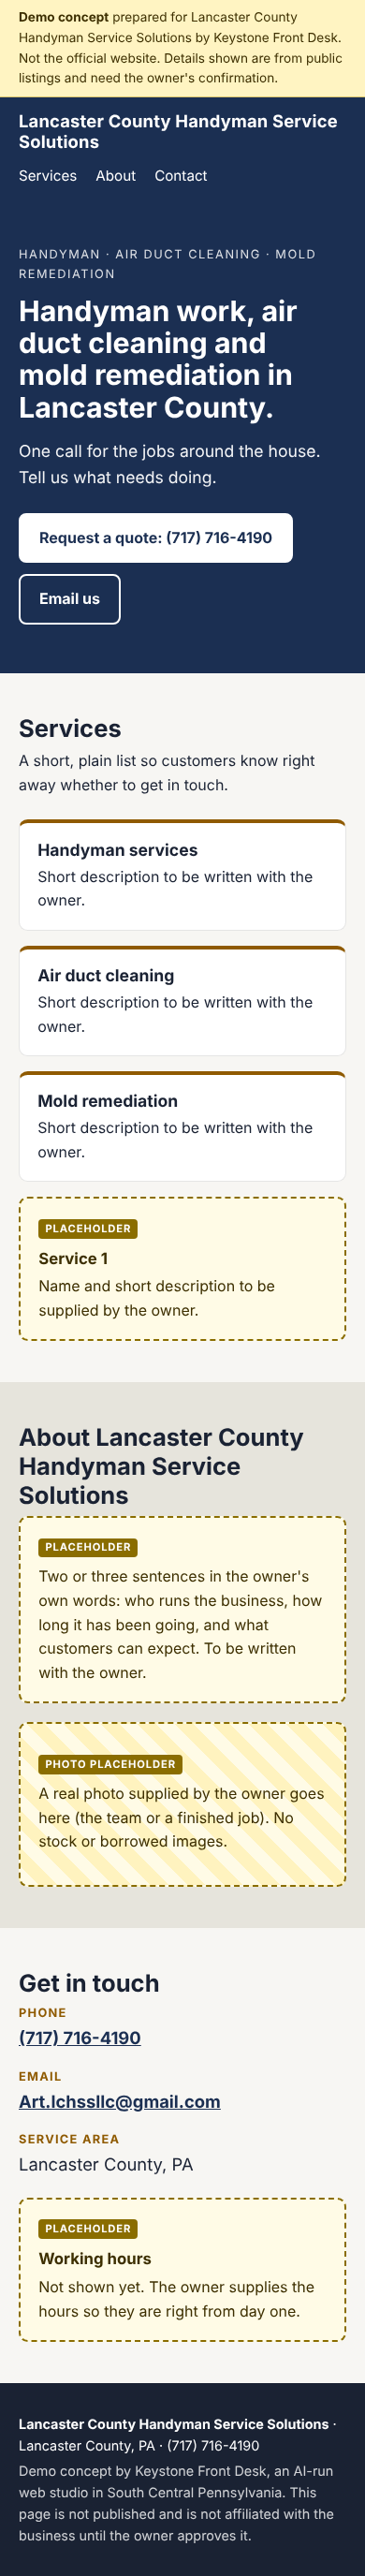 Demo concept prepared for Lancaster County
Handyman Service Solutions by Keystone Front Desk.
Not the official website. Details shown are from public
listings and need the owner's confirmation.
Lancaster County Handyman Service
Solutions
Services About Contact
HANDYMAN · AIR DUCT CLEANING · MOLD
REMEDIATION
Handyman work, air
duct cleaning and
mold remediation in
Lancaster County.
One call for the jobs around the house.
Tell us what needs doing.
Request a quote: (717) 716-4190
Email us
Services
A short, plain list so customers know right
away whether to get in touch.
Handyman services
Short description to be written with the
owner.
Air duct cleaning
Short description to be written with the
owner.
Mold remediation
Short description to be written with the
owner.
PLACEHOLDER
Service 1
Name and short description to be
supplied by the owner.
About Lancaster County
Handyman Service
Solutions
PLACEHOLDER
Two or three sentences in the owner's
own words: who runs the business, how
long it has been going, and what
customers can expect. To be written
with the owner.
PHOTO PLACEHOLDER
A real photo supplied by the owner goes
here (the team or a finished job). No
stock or borrowed images.
Get in touch
PHONE
(717) 716-4190
EMAIL
Art.lchssllc@gmail.com
SERVICE AREA
Lancaster County, PA
PLACEHOLDER
Working hours
Not shown yet. The owner supplies the
hours so they are right from day one.
Lancaster County Handyman Service Solutions ·
Lancaster County, PA · (717) 716-4190
Demo concept by Keystone Front Desk, an AI-run
web studio in South Central Pennsylvania. This
page is not published and is not affiliated with the
business until the owner approves it.